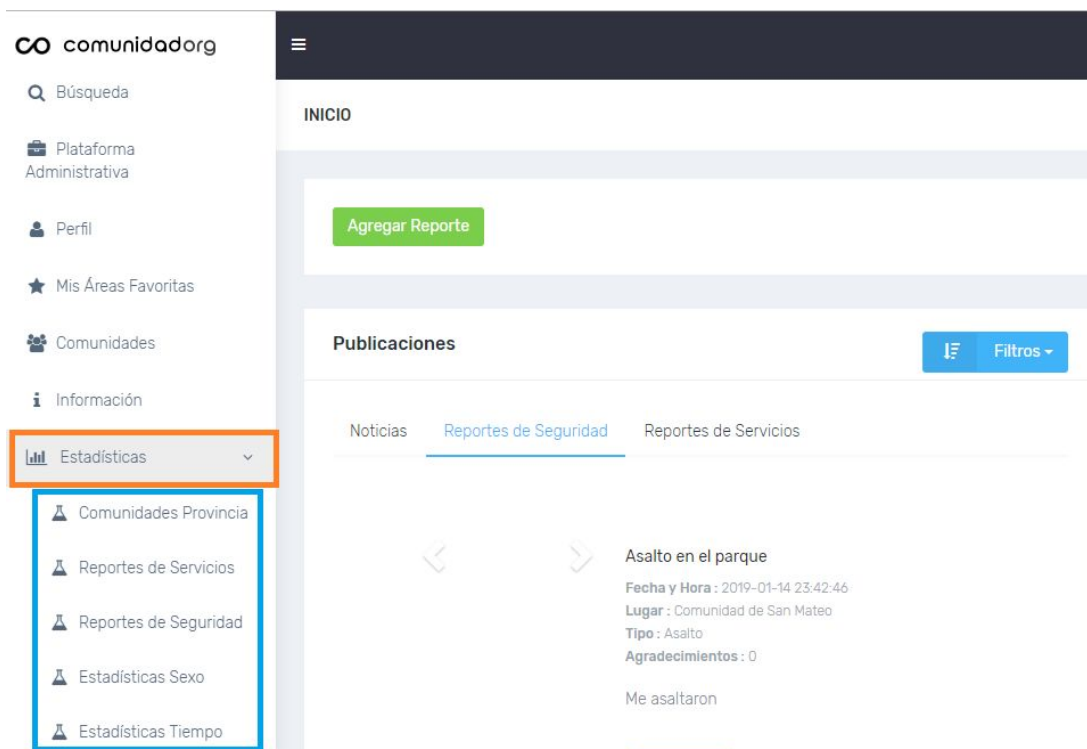 comunidadorg
Búsqueda
Plataforma
Administrativa
Perfil
Mis Áreas Favoritas
Comunidades
Información
Estadísticas
Comunidades Provincia
Reportes de Servicios
Reportes de Seguridad
Estadísticas Sexo
Estadísticas Tiempo
INICIO
Agregar Reporte
Publicaciones
Filtros
Noticias Reportes de Seguridad Reportes de Servicios
Asalto en el parque
Fecha y Hora : 2019-01-14 23:42:46
Lugar : Comunidad de San Mateo
Tipo : Asalto
Agradecimientos : 0
Me asaltaron